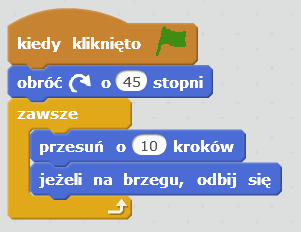 kiedy kliknięto
obróć o 45 stopni
zawsze
przesuń o 10 kroków
jeżeli na brzegu, odbij się